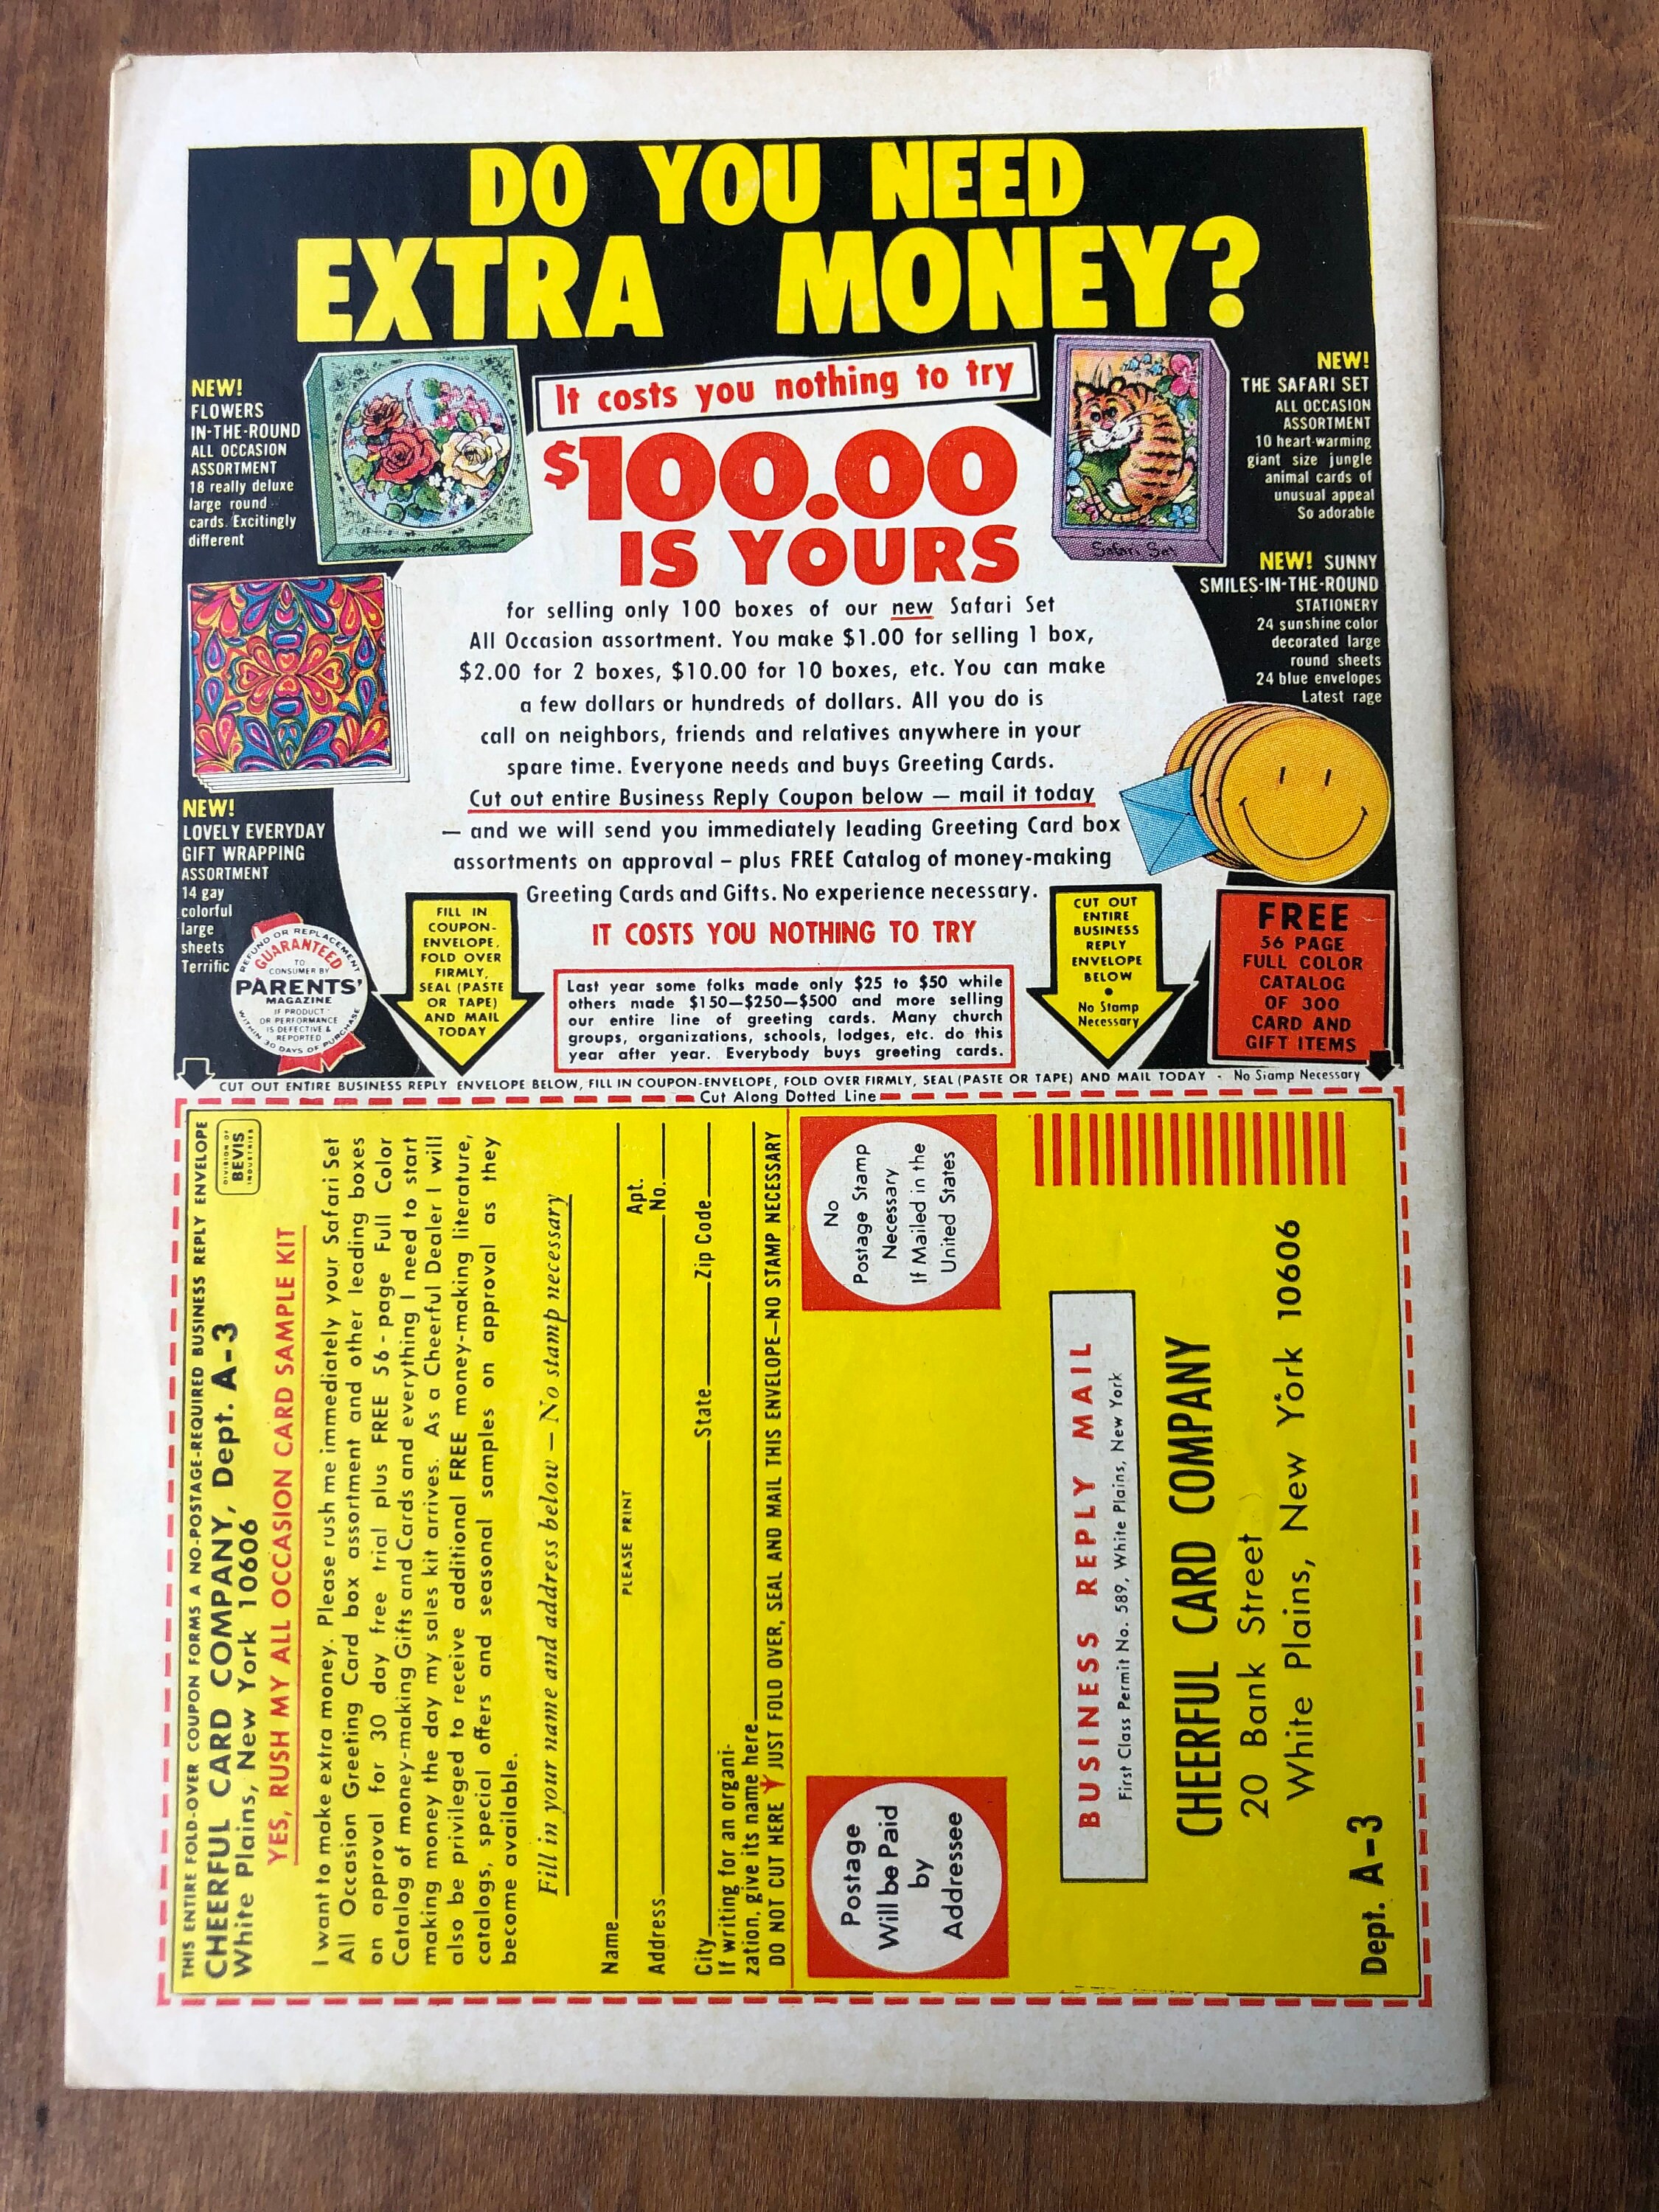 DO YOU NEED
EXTRA MONEY?
It costs you nothing to try
$100.00
IS YOURS
for selling only 100 boxes of our new Safari Set
All Occasion assortment. You make $1.00 for selling 1 box,
$2.00 for 2 boxes, $10.00 for 10 boxes, etc. You can make
a few dollars or hundreds of dollars. All you do is
call on neighbors, friends and relatives anywhere in your
spare time. Everyone needs and buys Greeting Cards.
Cut out entire Business Reply Coupon below — mail it today
— and we will send you immediately leading Greeting Card box
assortments on approval – plus FREE Catalog of money-making
Greeting Cards and Gifts. No experience necessary.
IT COSTS YOU NOTHING TO TRY
Last year some folks made only $25 to $50 while
others made $150—$250—$500 and more selling
our entire line of greeting cards. Many church
groups, organizations, schools, lodges, etc. do this
year after year. Everybody buys greeting cards.
NEW!
FLOWERS
IN-THE-ROUND
ALL OCCASION
ASSORTMENT
18 really deluxe
large round
cards. Excitingly
different
Flowers in the Round
NEW!
LOVELY EVERYDAY
GIFT WRAPPING
ASSORTMENT
14 gay
colorful
large
sheets
Terrific
REFUND OR REPLACEMENT
GUARANTEED
TO
CONSUMER BY
PARENTS'
MAGAZINE
IF PRODUCT
OR PERFORMANCE
IS DEFECTIVE &
REPORTED
WITHIN 30 DAYS OF PURCHASE
FILL IN
COUPON-
ENVELOPE,
FOLD OVER
FIRMLY,
SEAL (PASTE
OR TAPE)
AND MAIL
TODAY
NEW!
THE SAFARI SET
ALL OCCASION
ASSORTMENT
10 heart-warming
giant size jungle
animal cards of
unusual appeal
So adorable
Safari Set
NEW! SUNNY
SMILES-IN-THE-ROUND
STATIONERY
24 sunshine color
decorated large
round sheets
24 blue envelopes
Latest rage
CUT OUT
ENTIRE
BUSINESS
REPLY
ENVELOPE
BELOW
•
No Stamp
Necessary
FREE
56 PAGE
FULL COLOR
CATALOG
OF 300
CARD AND
GIFT ITEMS
CUT OUT ENTIRE BUSINESS REPLY ENVELOPE BELOW, FILL IN COUPON-ENVELOPE, FOLD OVER FIRMLY, SEAL (PASTE OR TAPE) AND MAIL TODAY - No Stamp Necessary
Cut Along Dotted Line
THIS ENTIRE FOLD-OVER COUPON FORMS A NO-POSTAGE-REQUIRED BUSINESS REPLY ENVELOPE
CHEERFUL CARD COMPANY, Dept. A-3
White Plains, New York 10606
DIVISION OF
BEVIS
INDUSTRIES
YES, RUSH MY ALL OCCASION CARD SAMPLE KIT
I want to make extra money. Please rush me immediately your Safari Set
All Occasion Greeting Card box assortment and other leading boxes
on approval for 30 day free trial plus FREE 56-page Full Color
Catalog of money-making Gifts and Cards and everything I need to start
making money the day my sales kit arrives. As a Cheerful Dealer I will
also be privileged to receive additional FREE money-making literature,
catalogs, special offers and seasonal samples on approval as they
become available.
Fill in your name and address below — No stamp necessary
Name
PLEASE PRINT
Address Apt. No.
City State Zip Code
If writing for an organi-
zation, give its name here
DO NOT CUT HERE JUST FOLD OVER, SEAL AND MAIL THIS ENVELOPE—NO STAMP NECESSARY
No
Postage Stamp
Necessary
If Mailed in the
United States
Postage
Will be Paid
by
Addressee
BUSINESS REPLY MAIL
First Class Permit No. 589, White Plains, New York
CHEERFUL CARD COMPANY
20 Bank Street
White Plains, New York 10606
Dept. A-3